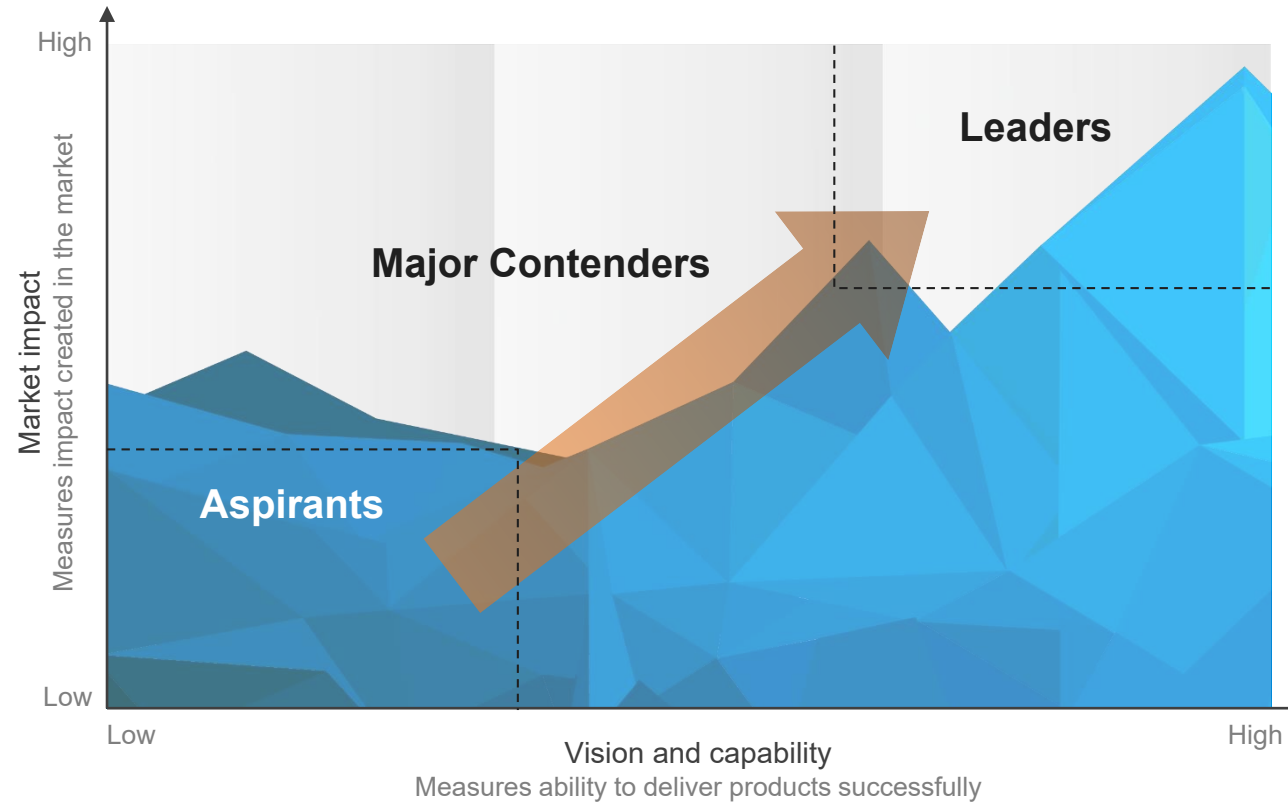 High
Leaders
Major Contenders
Market impact
Measures impact created in the market
Aspirants
Low
Low
High
Vision and capability
Measures ability to deliver products successfully